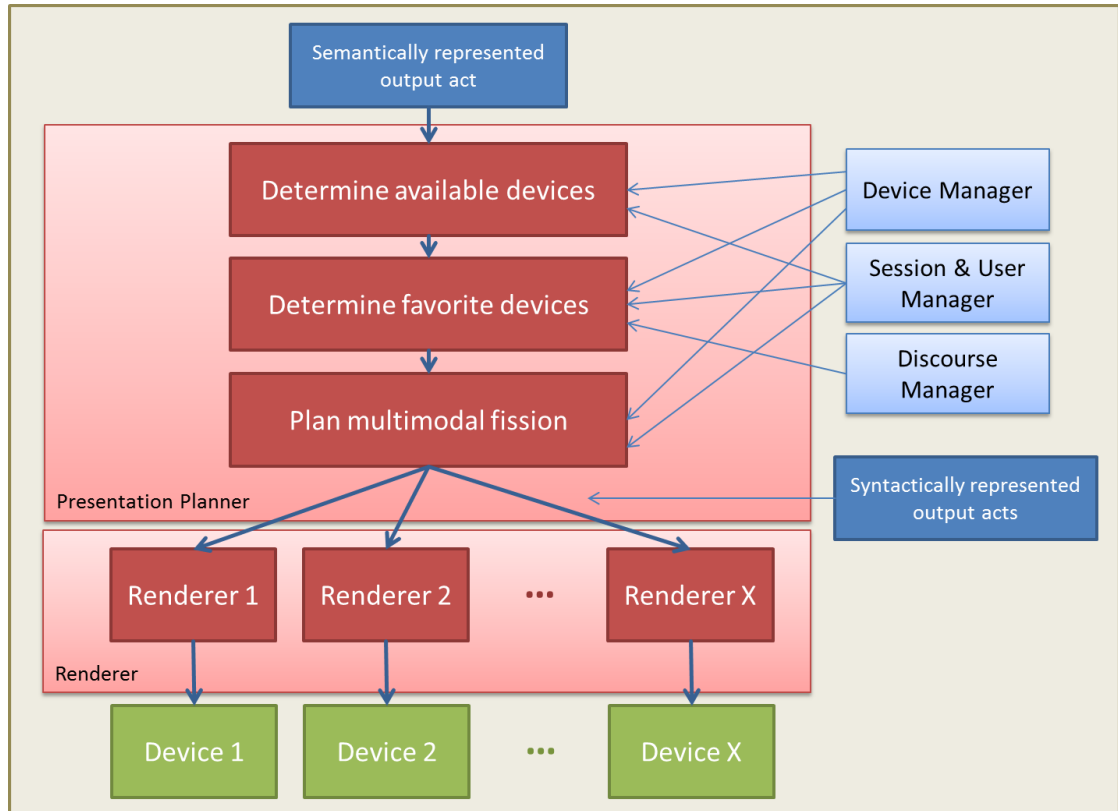 Semantically represented
output act
Determine available devices
Device Manager
Session & User
Manager
Determine favorite devices
Discourse
Manager
Plan multimodal fission
Presentation Planner
Syntactically represented
output acts
Renderer 1
Renderer 2
...
Renderer X
Renderer
Device 1
Device 2
...
Device X